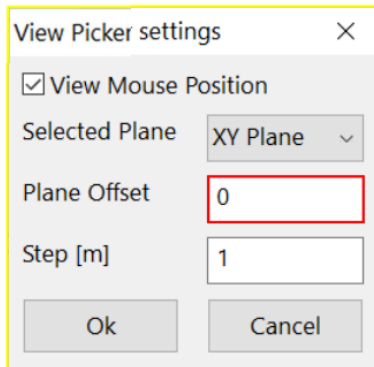 View Picker settings
View Mouse Position
Selected Plane XY Plane
Plane Offset 0
Step [m] 1
Ok Cancel